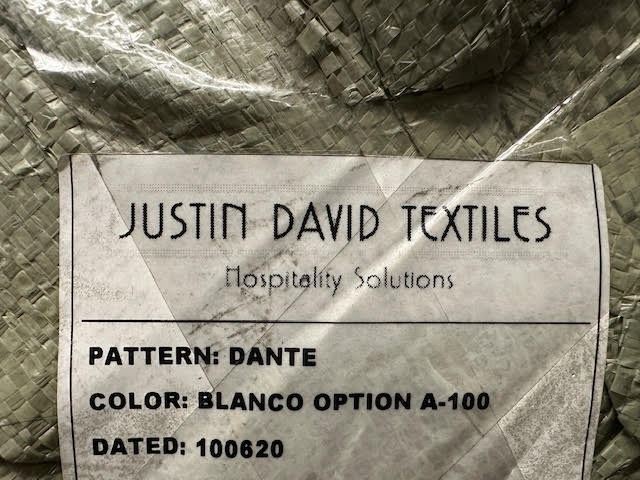 JUSTIN DAVID TEXTILES
Hospitality Solutions
PATTERN: DANTE
COLOR: BLANCO OPTION A-100
DATED: 100620